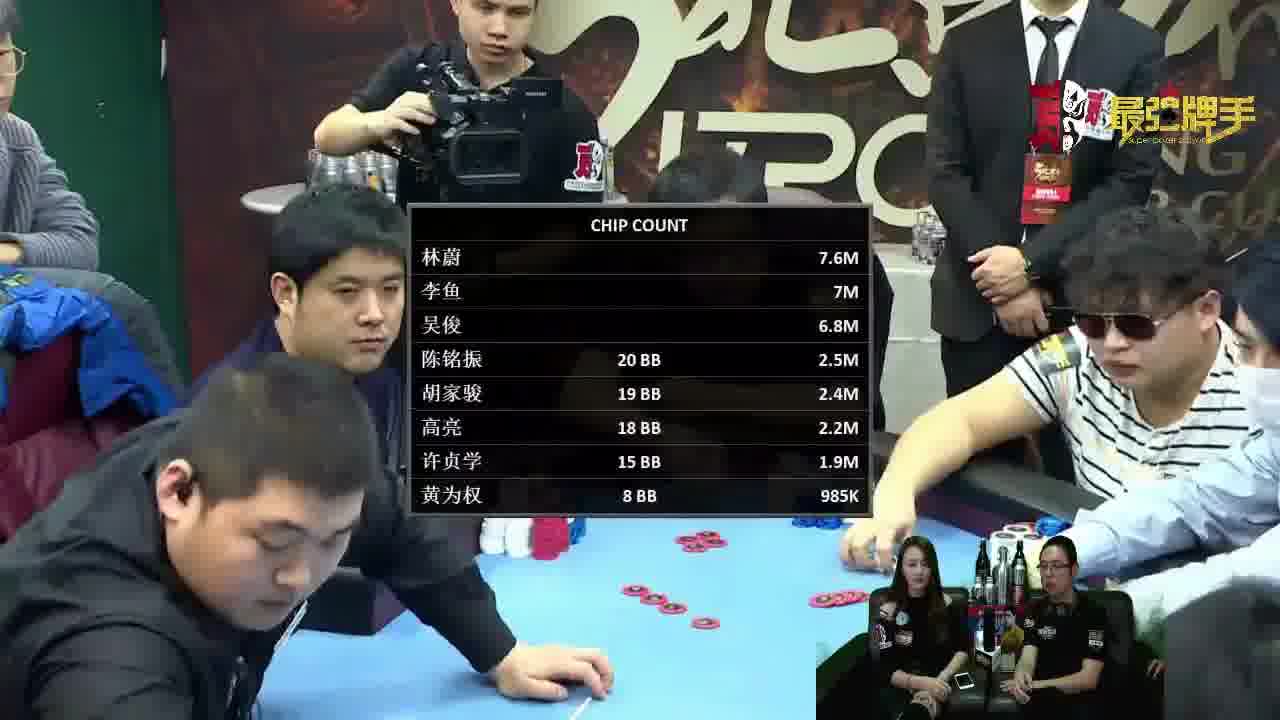 最强牌手
CHIP COUNT
林蔚 7.6M
李鱼 7M
吴俊 6.8M
陈铭振 20 BB 2.5M
胡家骏 19 BB 2.4M
高亮 18 BB 2.2M
许贞学 15 BB 1.9M
黄为权 8 BB 985K